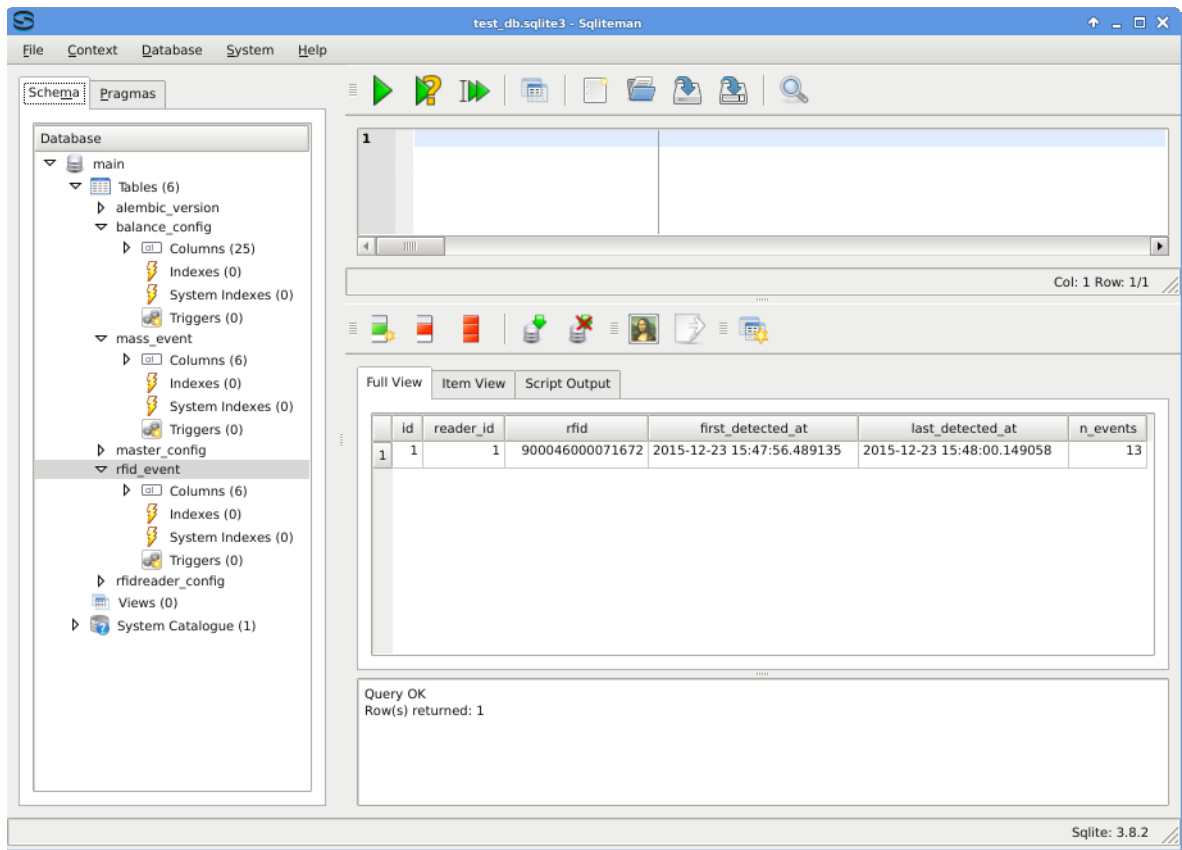 test_db.sqlite3 - Sqliteman
File Context Database System Help
Schema Pragmas
Database
main
Tables (6)
alembic_version
balance_config
Columns (25)
Indexes (0)
System Indexes (0)
Triggers (0)
mass_event
Columns (6)
Indexes (0)
System Indexes (0)
Triggers (0)
master_config
rfid_event
Columns (6)
Indexes (0)
System Indexes (0)
Triggers (0)
rfidreader_config
Views (0)
System Catalogue (1)
1
Col: 1 Row: 1/1
Full View Item View Script Output
id reader_id rfid first_detected_at last_detected_at n_events
1 1 1 900046000071672 2015-12-23 15:47:56.489135 2015-12-23 15:48:00.149058 13
Query OK
Row(s) returned: 1
Sqlite: 3.8.2